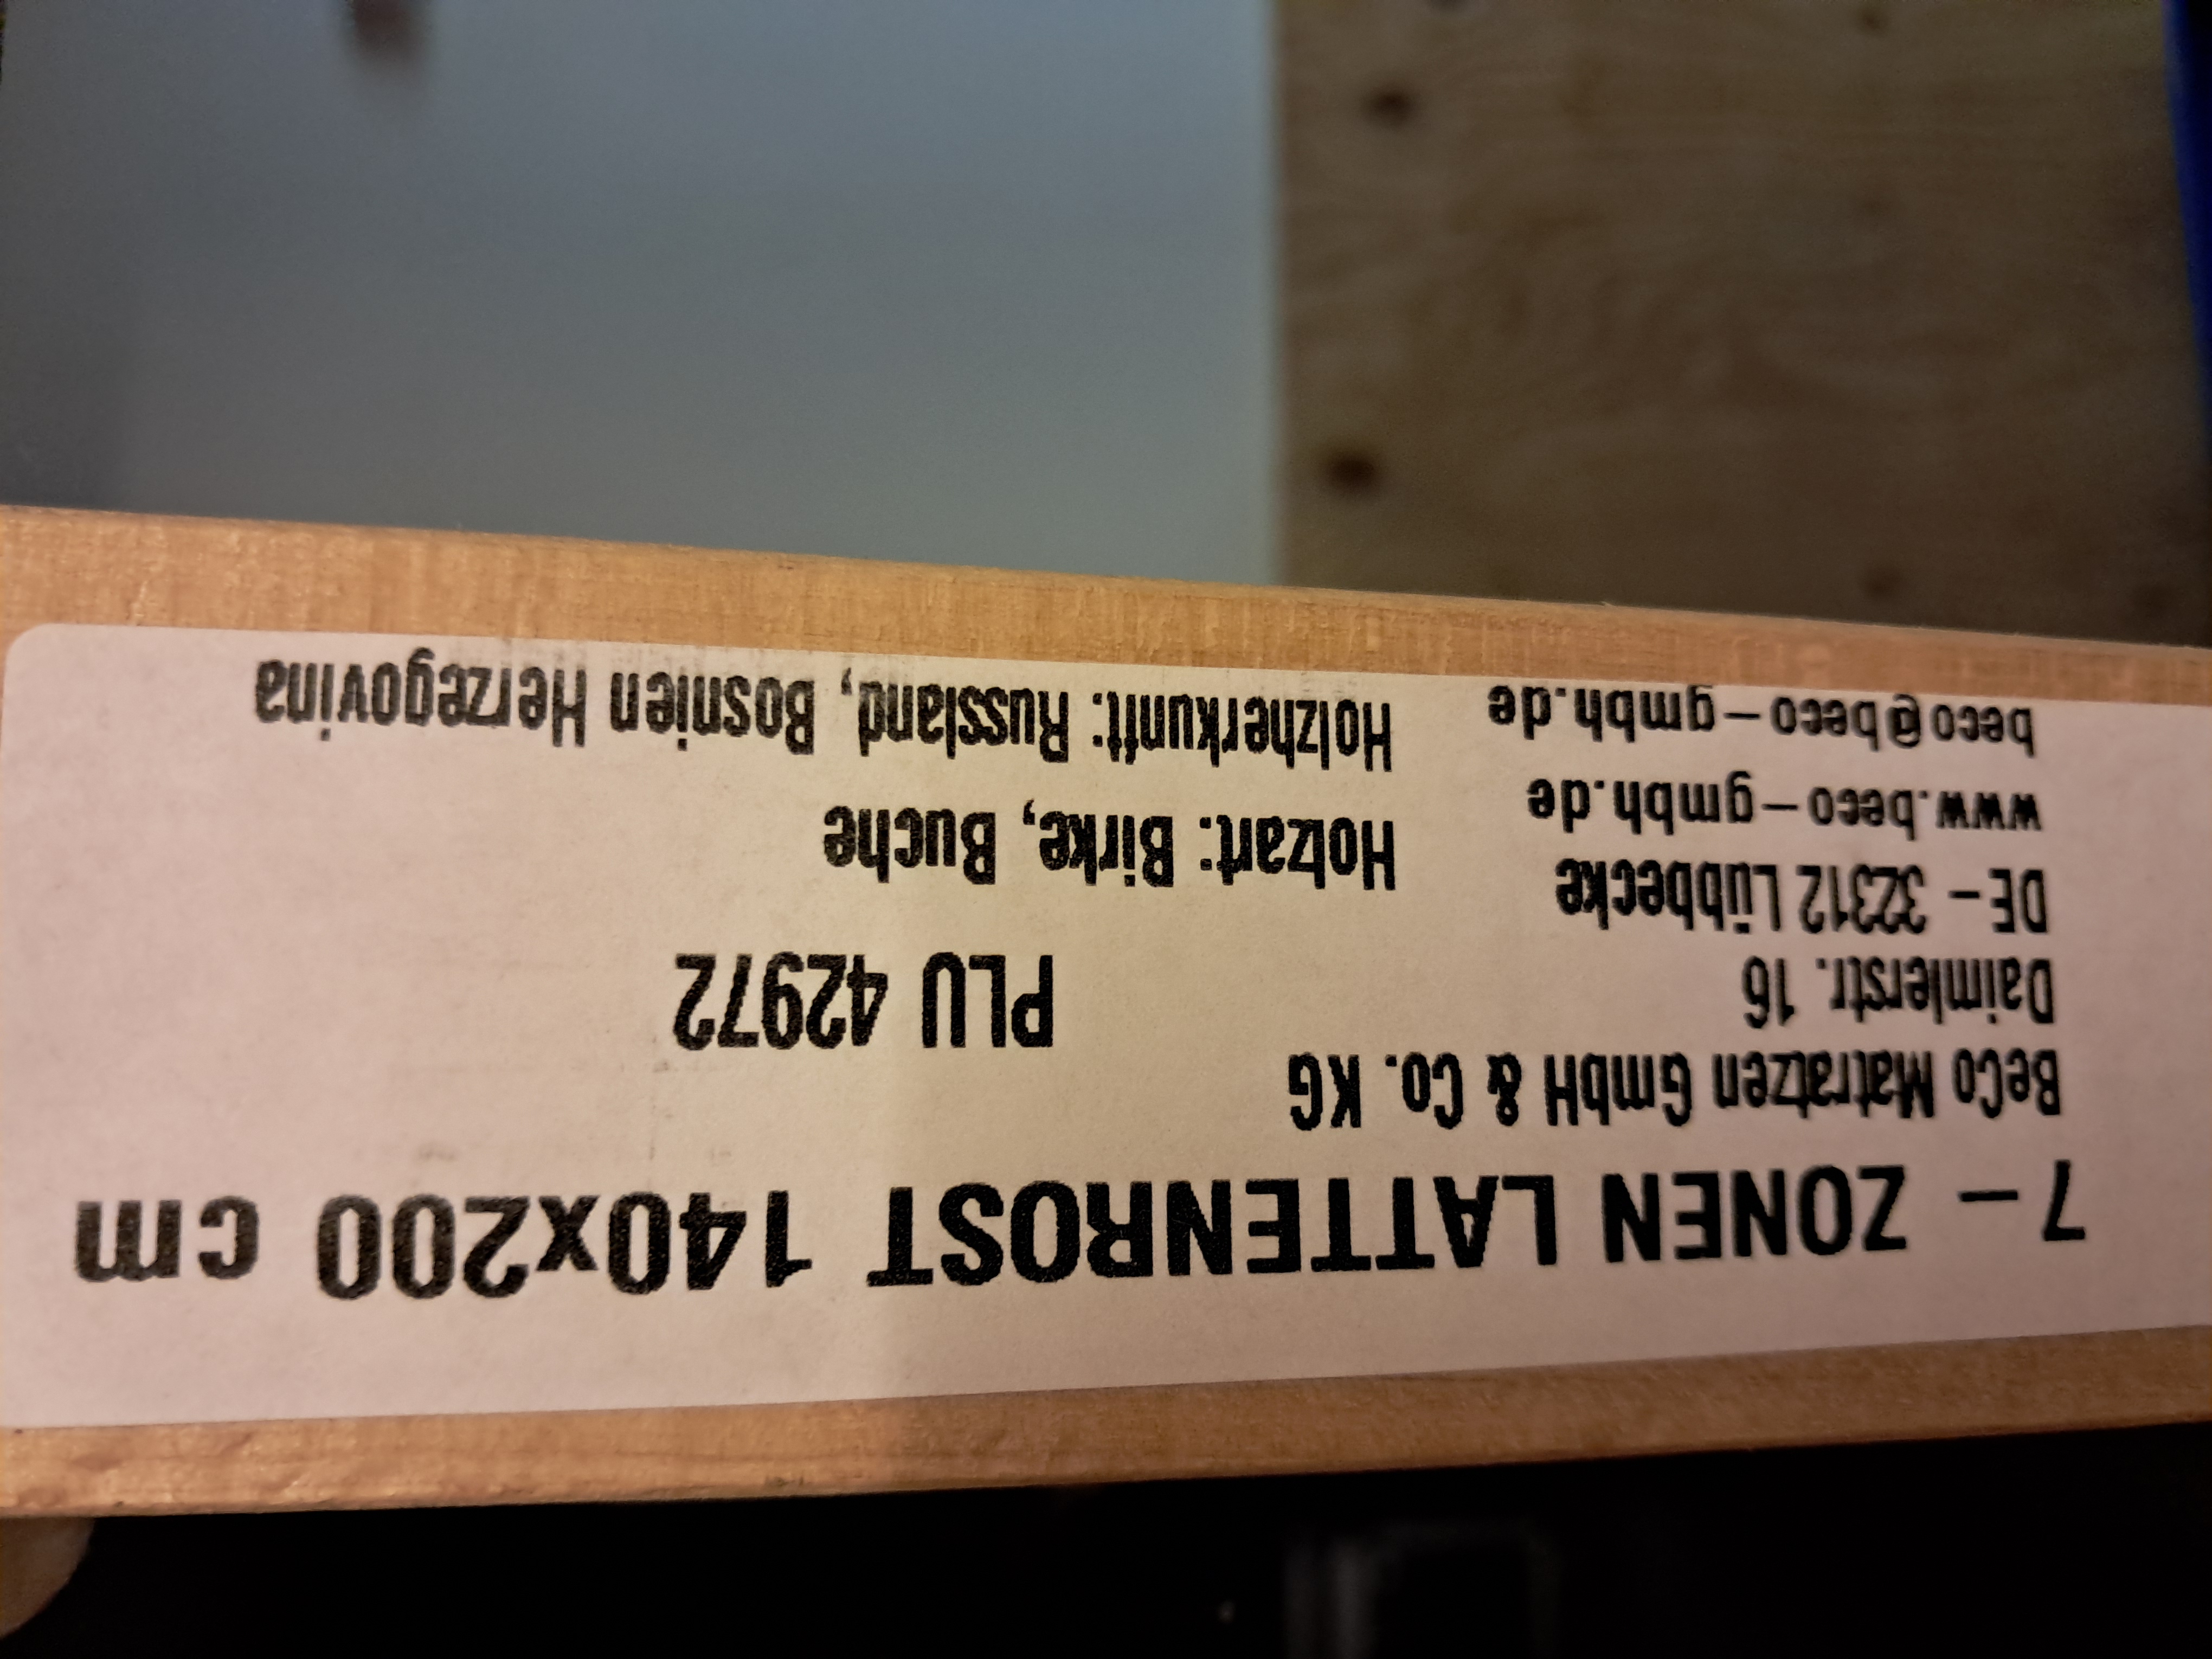 7 - ZONEN LATTENROST 140x200 cm
BeCo Matratzen GmbH & Co. KG
Daimlerstr. 16
DE - 32312 Lübbecke
www.beco-gmbh.de
beco@beco-gmbh.de
PLU 42972
Holzart: Birke, Buche
Holzherkunft: Russland, Bosnien Herzegovina